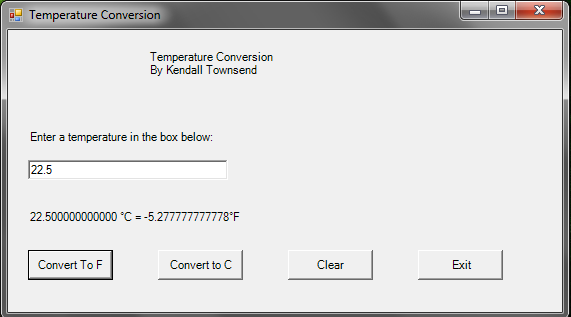 Temperature Conversion
Temperature Conversion
By Kendall Townsend
Enter a temperature in the box below:
22.5
22.500000000000 °C = -5.277777777778°F
Convert To F
Convert to C
Clear
Exit